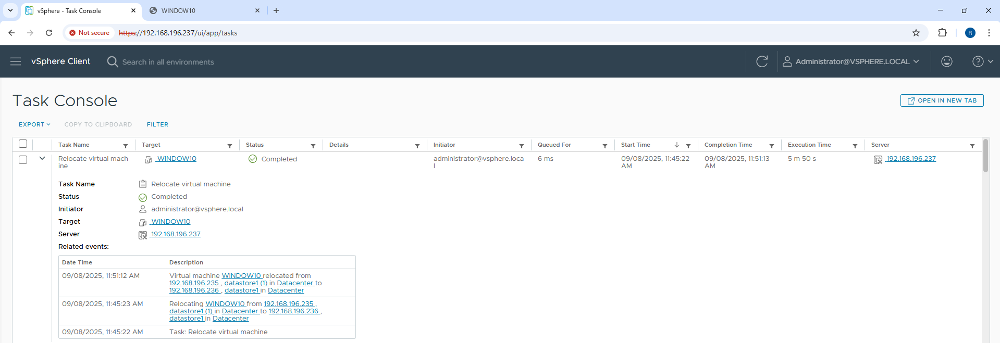 vSphere - Task Console
WINDOW10
Not secure https://192.168.196.237/ui/app/tasks
R
vSphere Client
Search in all environments
Administrator@VSPHERE.LOCAL
Task Console
OPEN IN NEW TAB
EXPORT COPY TO CLIPBOARD FILTER
Task Name Target Status Details Initiator Queued For Start Time Completion Time Execution Time Server
Relocate virtual mach WINDOW10 Completed administrator@vsphere.loca 6 ms 09/08/2025, 11:45:22 09/08/2025, 11:51:13 5 m 50 s 192.168.196.237
ine l AM AM
Task Name Relocate virtual machine
Status Completed
Initiator administrator@vsphere.local
Target WINDOW10
Server 192.168.196.237
Related events:
Date Time Description
09/08/2025, 11:51:12 AM Virtual machine WINDOW10 relocated from
192.168.196.235 , datastore1 (1) in Datacenter to
192.168.196.236 , datastore1 in Datacenter
09/08/2025, 11:45:23 AM Relocating WINDOW10 from 192.168.196.235 ,
datastore1 (1) in Datacenter to 192.168.196.236 ,
datastore1 in Datacenter
09/08/2025, 11:45:22 AM Task: Relocate virtual machine